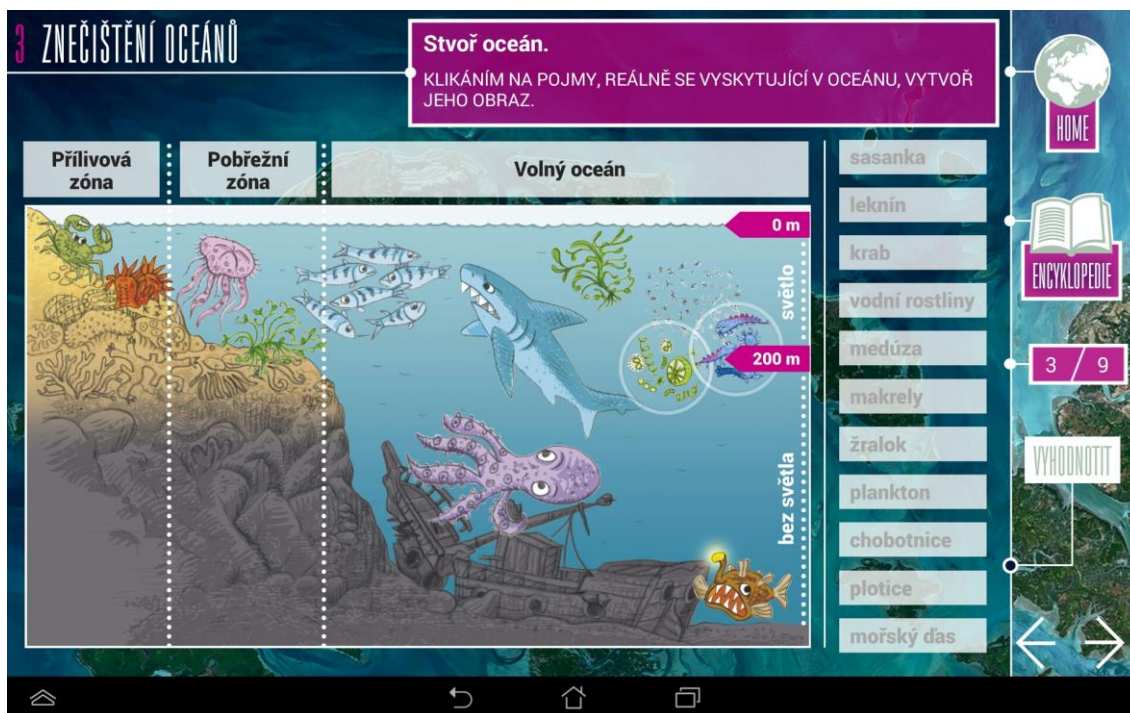 3 ZNEČIŠTĚNÍ OCEÁNŮ
Stvoř oceán.
KLIKÁNÍM NA POJMY, REÁLNĚ SE VYSKYTUJÍCÍ V OCEÁNU, VYTVOŘ
JEHO OBRAZ.
HOME
ENCYKLOPEDIE
3 / 9
VYHODNOTIT
Přílivová
zóna
Pobřežní
zóna
Volný oceán
0 m
světlo
200 m
bez světla
sasanka
leknín
krab
vodní rostliny
medúza
makrely
žralok
plankton
chobotnice
plotice
mořský ďas